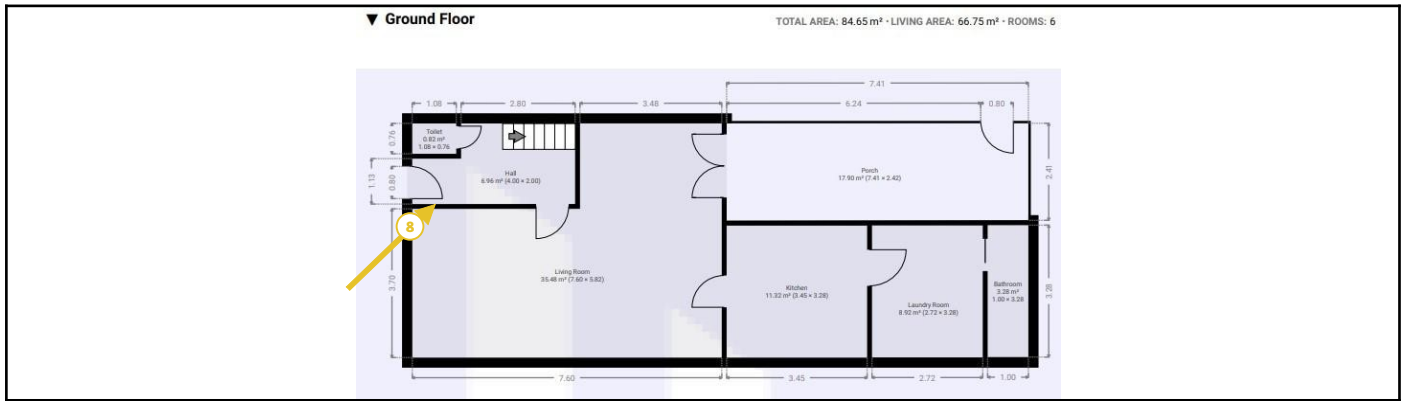 ▼ Ground Floor
TOTAL AREA: 84.65 m² • LIVING AREA: 66.75 m² • ROOMS: 6
7.41
1.08
2.80
3.48
6.24
0.80
0.76
Toilet
0.82 m²
1.08 × 0.76
1.13
0.80
Hall
6.96 m² (4.00 × 2.00)
Porch
17.90 m² (7.41 × 2.42)
2.41
8
3.70
Living Room
35.48 m² (7.60 × 5.82)
Kitchen
11.32 m² (3.45 × 3.28)
Laundry Room
8.92 m² (2.72 × 3.28)
Bathroom
3.28 m²
1.00 × 3.28
3.28
7.60
3.45
2.72
1.00